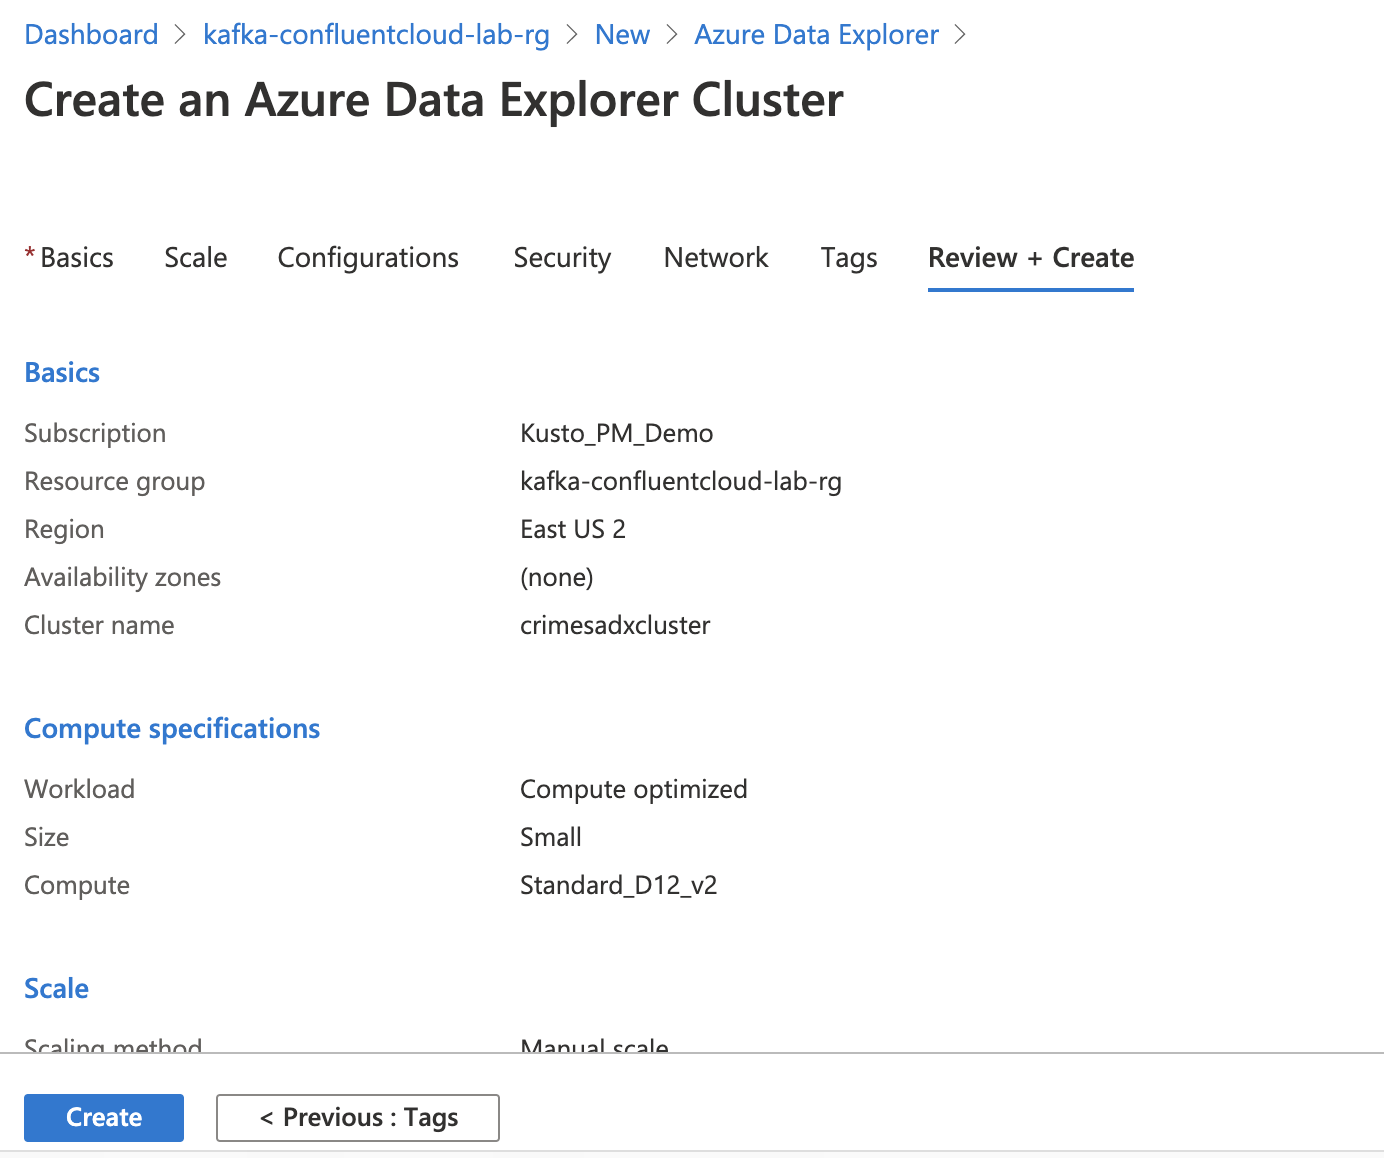 Dashboard > kafka-confluentcloud-lab-rg > New > Azure Data Explorer >
Create an Azure Data Explorer Cluster
* Basics Scale Configurations Security Network Tags Review + Create
Basics
Subscription Kusto_PM_Demo
Resource group kafka-confluentcloud-lab-rg
Region East US 2
Availability zones (none)
Cluster name crimesadxcluster
Compute specifications
Workload Compute optimized
Size Small
Compute Standard_D12_v2
Scale
Scaling method Manual scale
Create < Previous : Tags